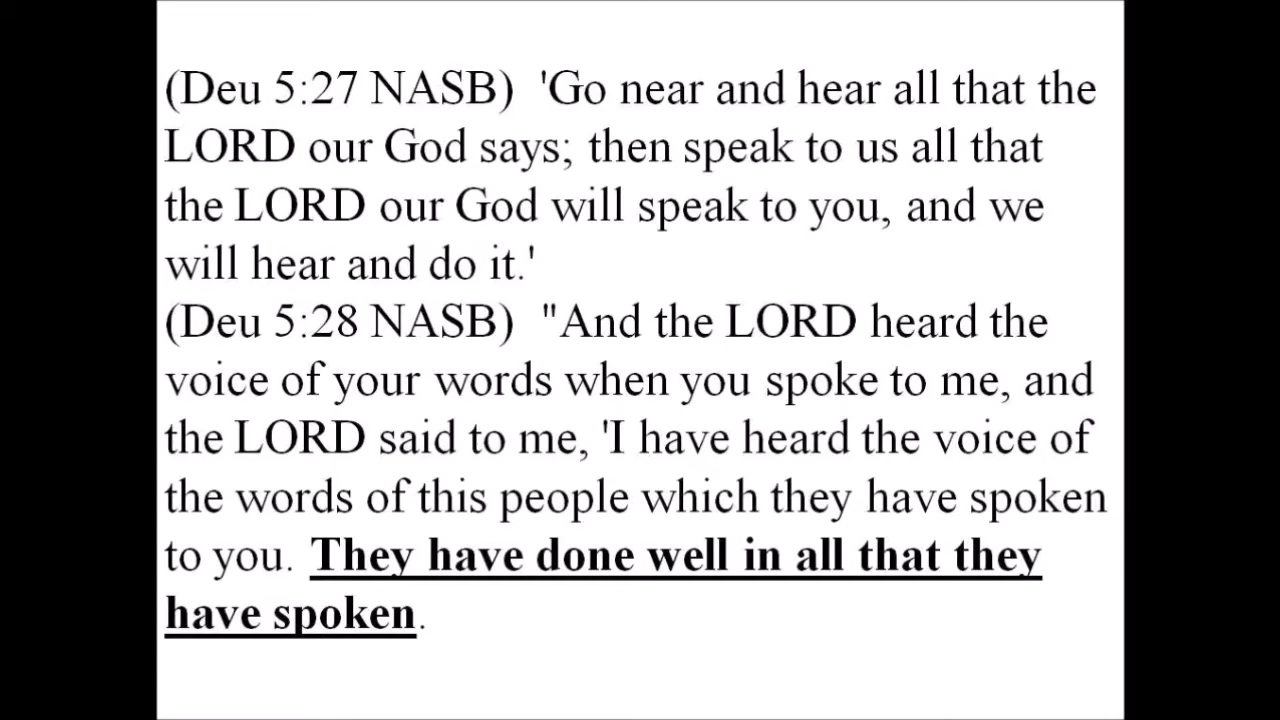 (Deu 5:27 NASB)  'Go near and hear all that the
LORD our God says; then speak to us all that
the LORD our God will speak to you, and we
will hear and do it.'
(Deu 5:28 NASB)  "And the LORD heard the
voice of your words when you spoke to me, and
the LORD said to me, 'I have heard the voice of
the words of this people which they have spoken
to you. They have done well in all that they
have spoken.